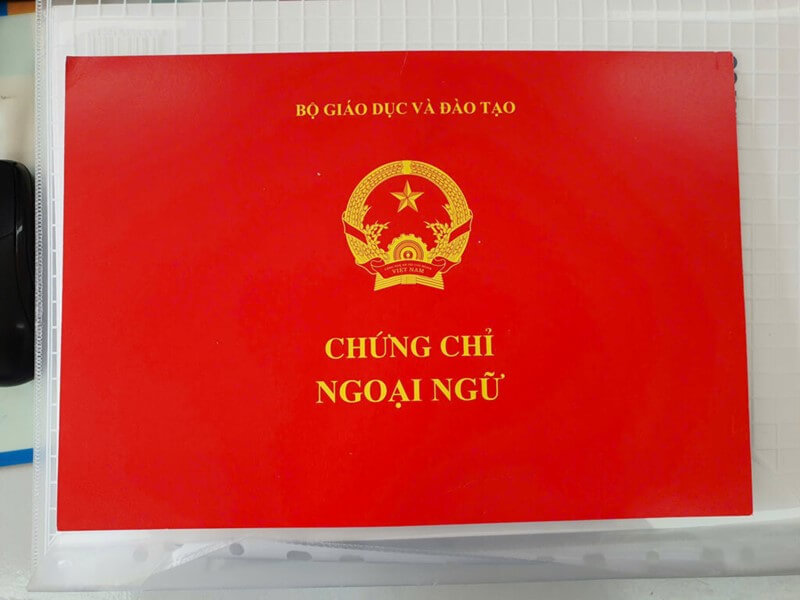 BỘ GIÁO DỤC VÀ ĐÀO TẠO
VIỆT NAM
CHỨNG CHỈ
NGOẠI NGỮ